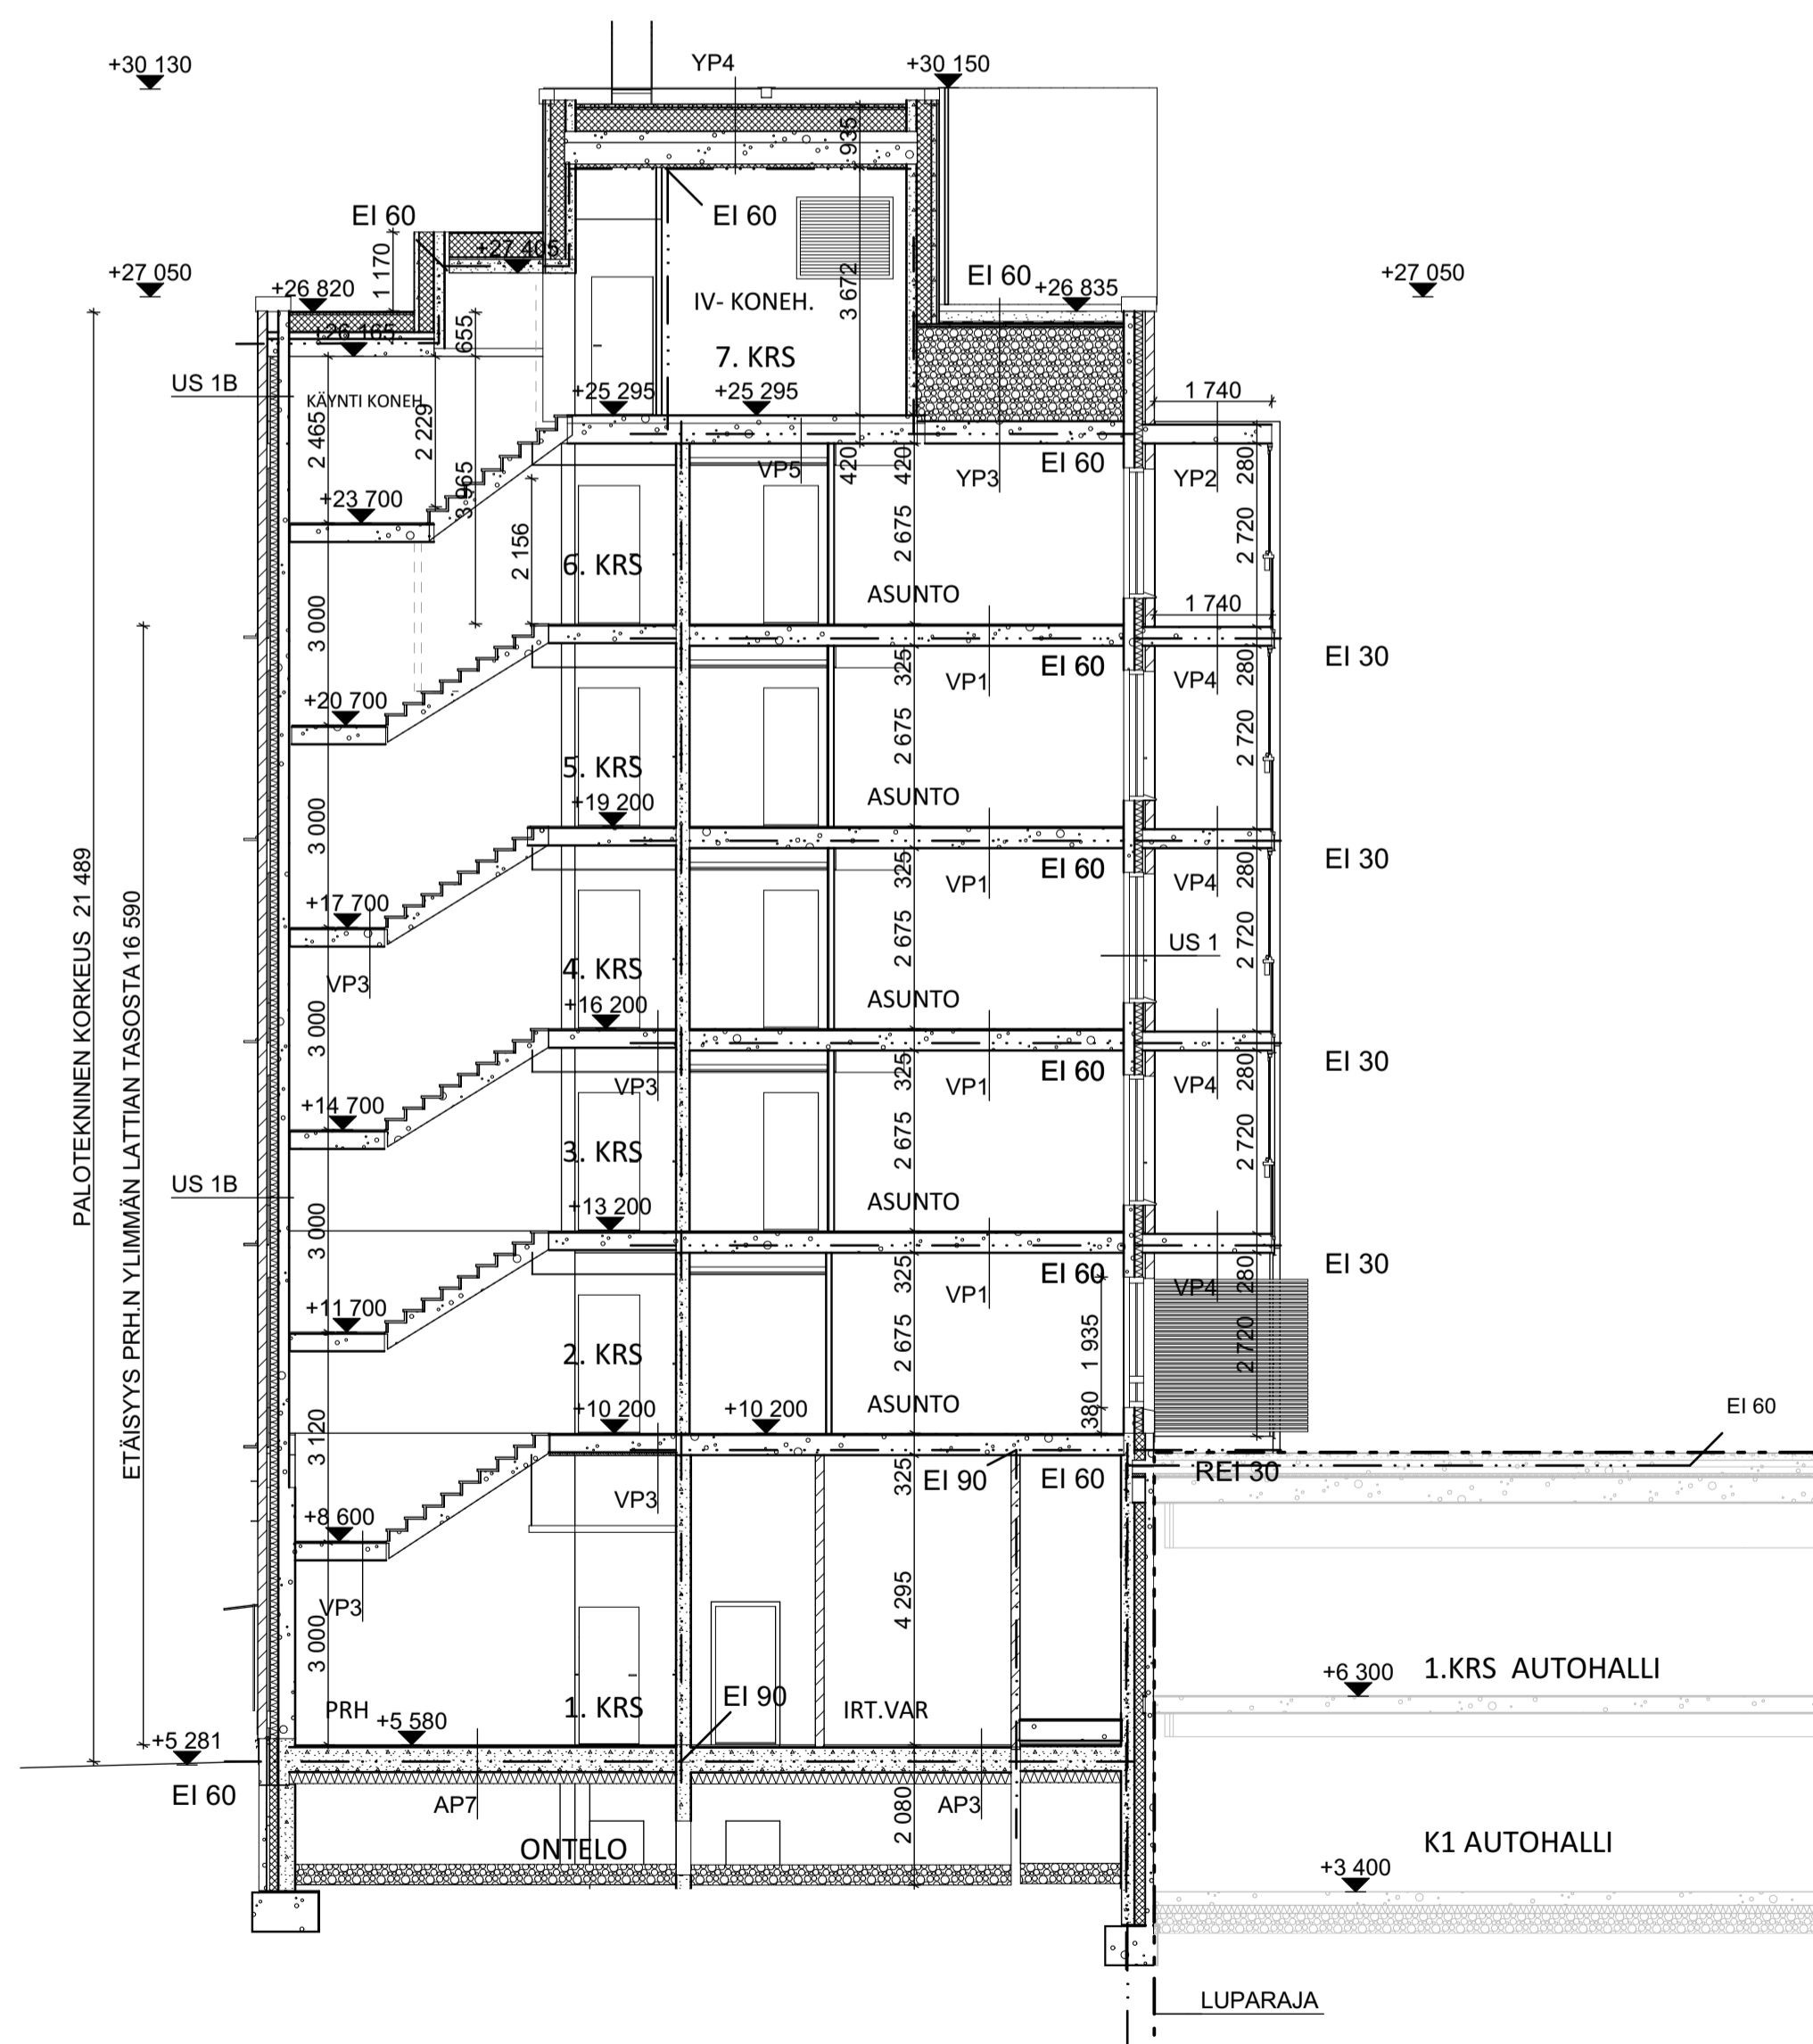 +30 130
YP4
+30 150
935
EI 60
EI 60
1 170
+27 405
+27 050
+26 820
3 672
EI 60
+26 835
+27 050
IV- KONEH.
+26 165
655
7. KRS
US 1B
KÄYNTI KONEH.
+25 295
+25 295
1 740
2 465
2 229
VP5
420
420
EI 60
YP3
YP2
280
+23 700
3 965
2 156
2 675
2 720
6. KRS
ASUNTO
3 000
1 740
EI 60
EI 30
325
VP1
VP4
280
+20 700
2 675
2 720
5. KRS
ASUNTO
+19 200
3 000
EI 60
EI 30
325
VP1
VP4
280
+17 700
2 675
US 1
2 720
4. KRS
VP3
ASUNTO
+16 200
3 000
EI 60
EI 30
VP3
325
VP1
VP4
280
+14 700
2 675
2 720
3. KRS
US 1B
ASUNTO
+13 200
3 000
EI 60
EI 30
325
VP1
VP4
280
+11 700
2 675
1 935
2 720
2. KRS
ASUNTO
+10 200
+10 200
380
EI 60
3 120
325
EI 90
EI 60
REI 30
VP3
+8 600
VP3
3 000
4 295
PALOTEKNINEN KORKEUS 21 489
ETÄISYYS PRH.N YLIMMÄN LATTIAN TASOSTA 16 590
+6 300
1.KRS AUTOHALLI
PRH
1. KRS
EI 90
IRT.VAR
+5 580
+5 281
EI 60
AP7
AP3
2 080
ONTELO
K1 AUTOHALLI
+3 400
LUPARAJA